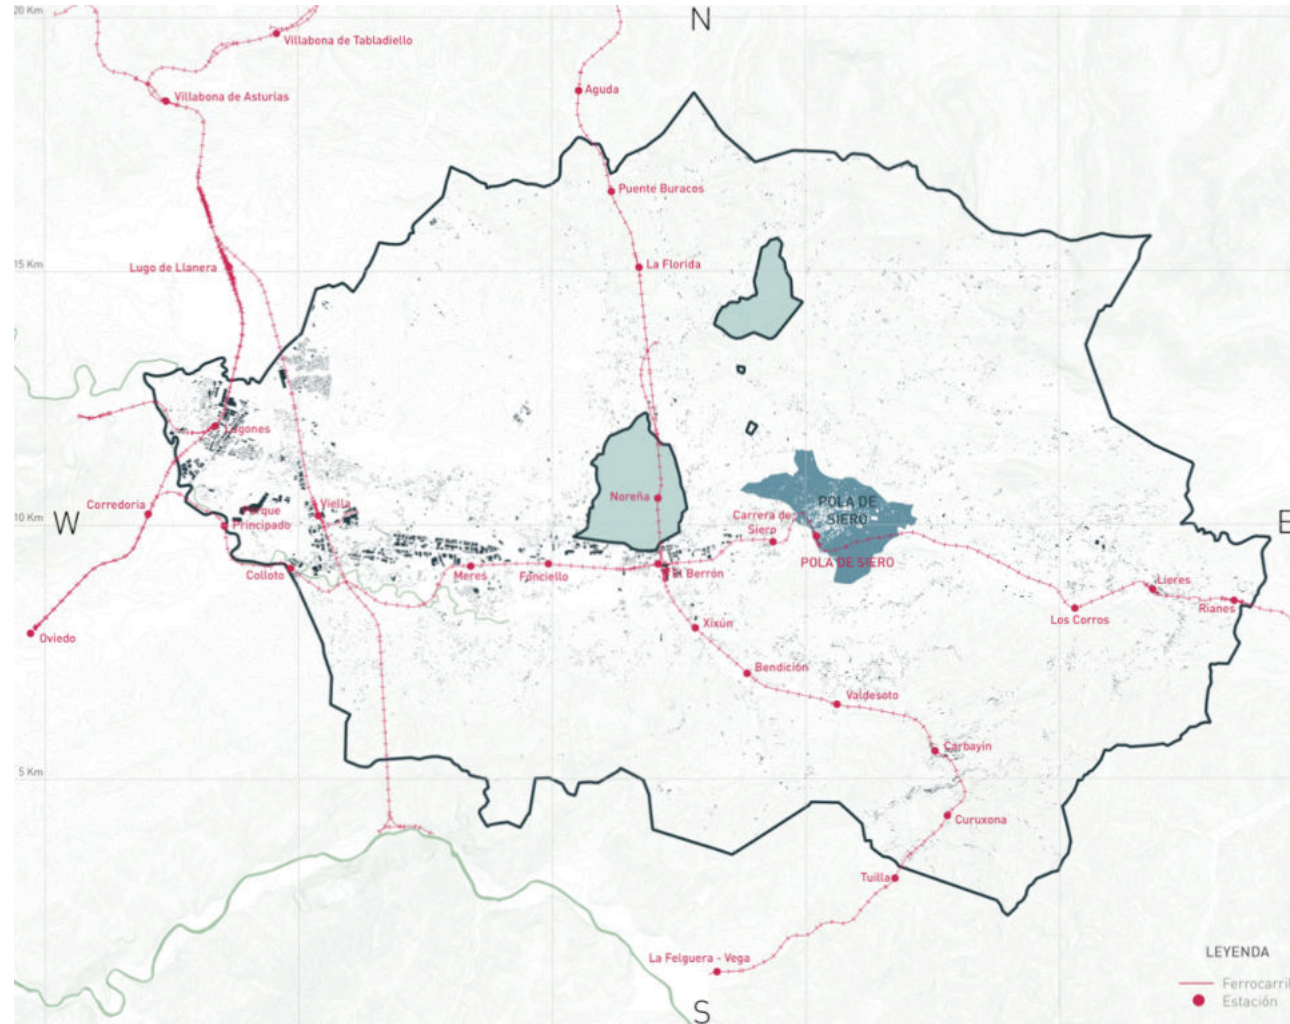 20 Km
N
Villabona de Tabladiello
Aguda
Villabona de Asturias
Puente Buracos
Lugo de Llanera
La Florida
15 Km
Lugones
Corredoria
Parque
Principado
Viella
Noreña
Carrera de
Siero
POLA DE
SIERO
10 Km
W
E
POLA DE SIERO
Colloto
Meres
Fonciello
El Berrón
Lieres
Rianes
Los Corros
Oviedo
Xixún
Bendición
Valdesoto
Carbayín
5 Km
Curuxona
Tuilla
La Felguera - Vega
S
LEYENDA
Ferrocarril
Estación